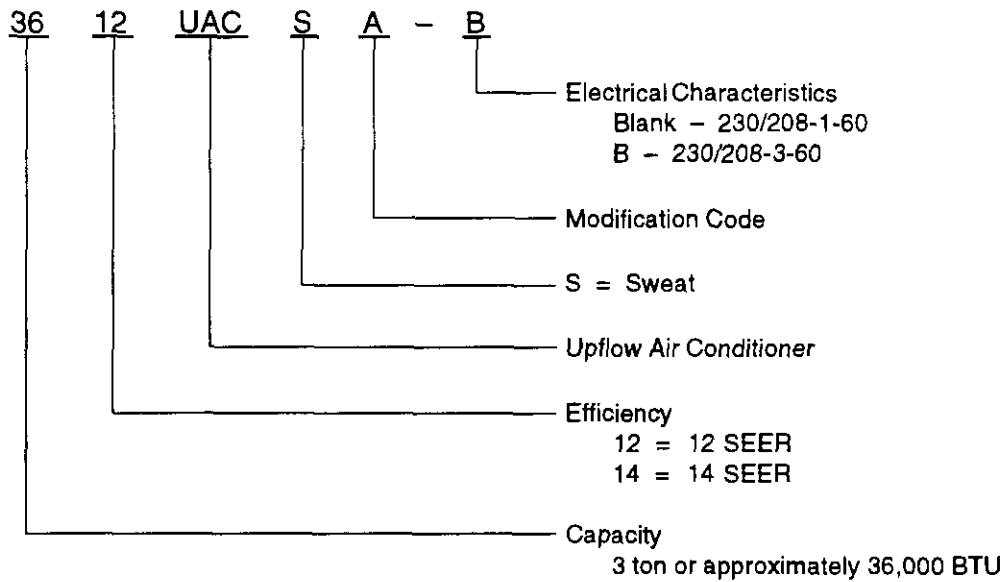 36 12 UAC S A – B
Electrical Characteristics
Blank – 230/208-1-60
B – 230/208-3-60
Modification Code
S = Sweat
Upflow Air Conditioner
Efficiency
12 = 12 SEER
14 = 14 SEER
Capacity
3 ton or approximately 36,000 BTU